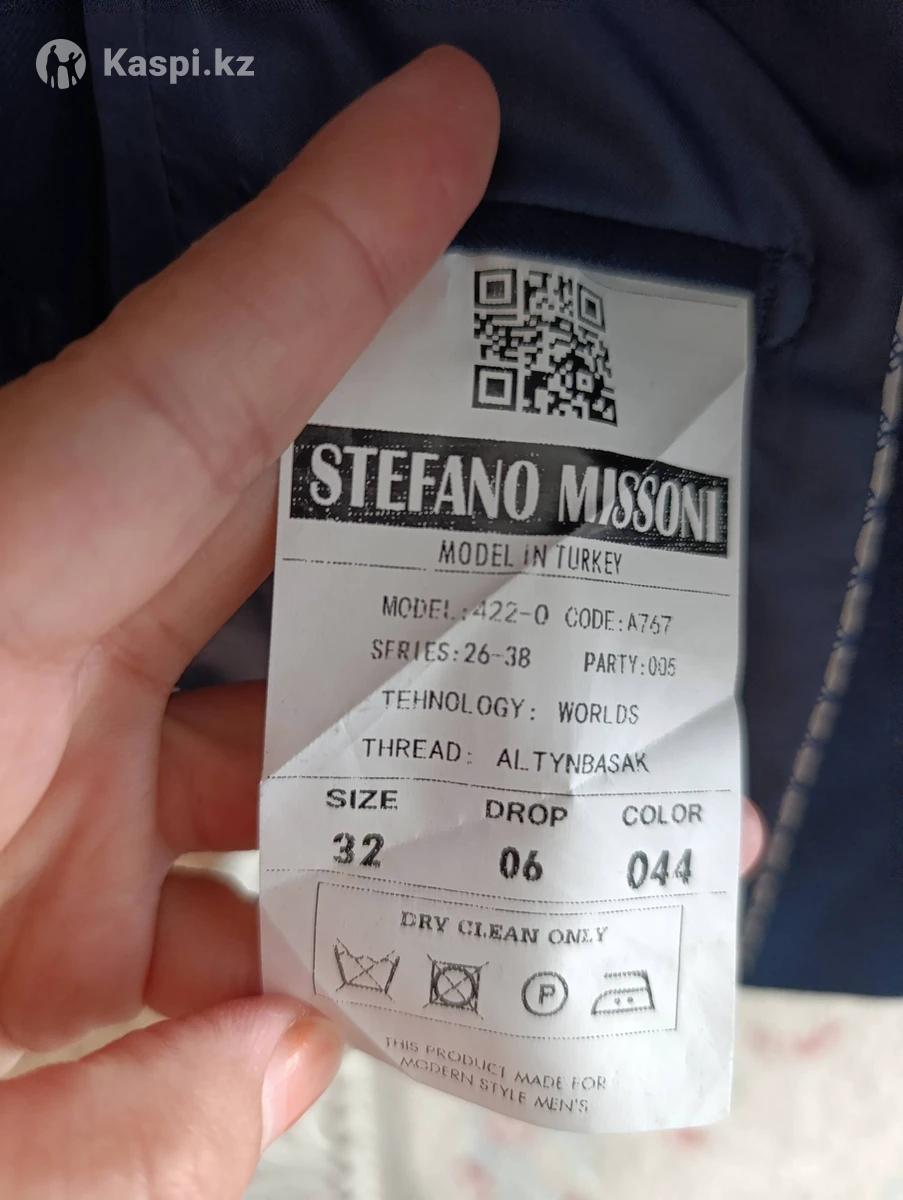 Kaspi.kz
STEFANO MISSONI
MODEL IN TURKEY
MODEL:422-0 CODE:A767
SERIES:26-38 PARTY:005
TEHNOLOGY: WORLDS
THREAD: ALTYNBASAK
SIZE DROP COLOR
32 06 044
DRY CLEAN ONLY
P
THIS PRODUCT MADE FOR
MODERN STYLE MEN'S